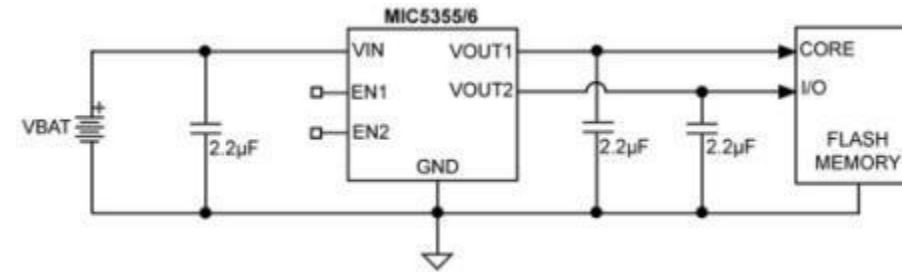 MIC5355/6
VIN
VOUT1
CORE
EN1
VOUT2
I/O
VBAT
+
EN2
2.2µF
2.2µF
2.2µF
FLASH
MEMORY
GND